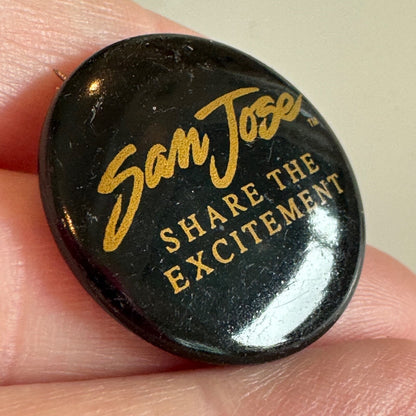 San Jose™
SHARE THE
EXCITEMENT